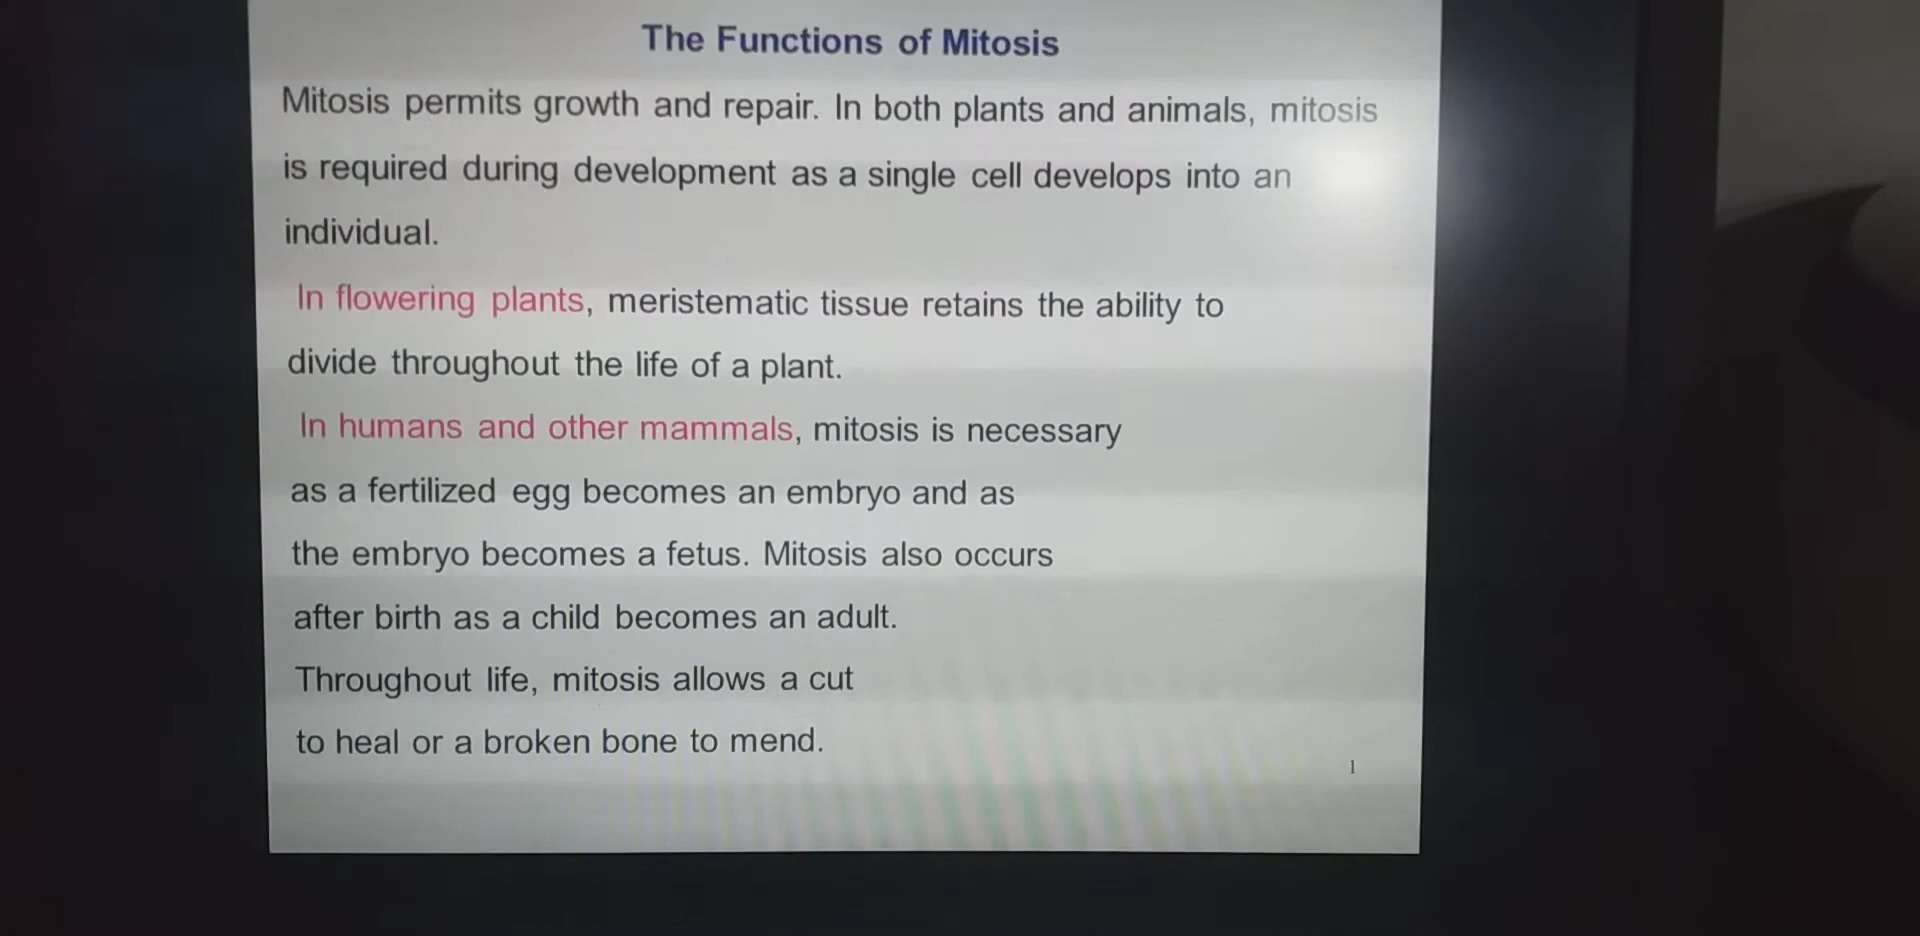 The Functions of Mitosis
Mitosis permits growth and repair. In both plants and animals, mitosis
is required during development as a single cell develops into an
individual.
In flowering plants, meristematic tissue retains the ability to
divide throughout the life of a plant.
In humans and other mammals, mitosis is necessary
as a fertilized egg becomes an embryo and as
the embryo becomes a fetus. Mitosis also occurs
after birth as a child becomes an adult.
Throughout life, mitosis allows a cut
to heal or a broken bone to mend.
1